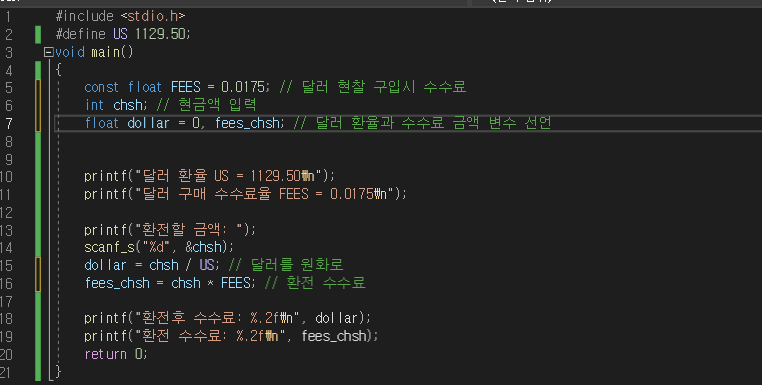 1 #include <stdio.h>
2 #define US 1129.50;
3 void main()
4 {
5 const float FEES = 0.0175; // 달러 현찰 구입시 수수료
6 int chsh; // 현금액 입력
7 float dollar = 0, fees_chsh; // 달러 환율과 수수료 금액 변수 선언
8
9
10 printf("달러 환율 US = 1129.50₩n");
11 printf("달러 구매 수수료율 FEES = 0.0175₩n");
12
13 printf("환전할 금액: ");
14 scanf_s("%d", &chsh);
15 dollar = chsh / US; // 달러를 원화로
16 fees_chsh = chsh * FEES; // 환전 수수료
17
18 printf("환전후 수수료: %.2f₩n", dollar);
19 printf("환전 수수료: %.2f₩n", fees_chsh);
20 return 0;
21 }